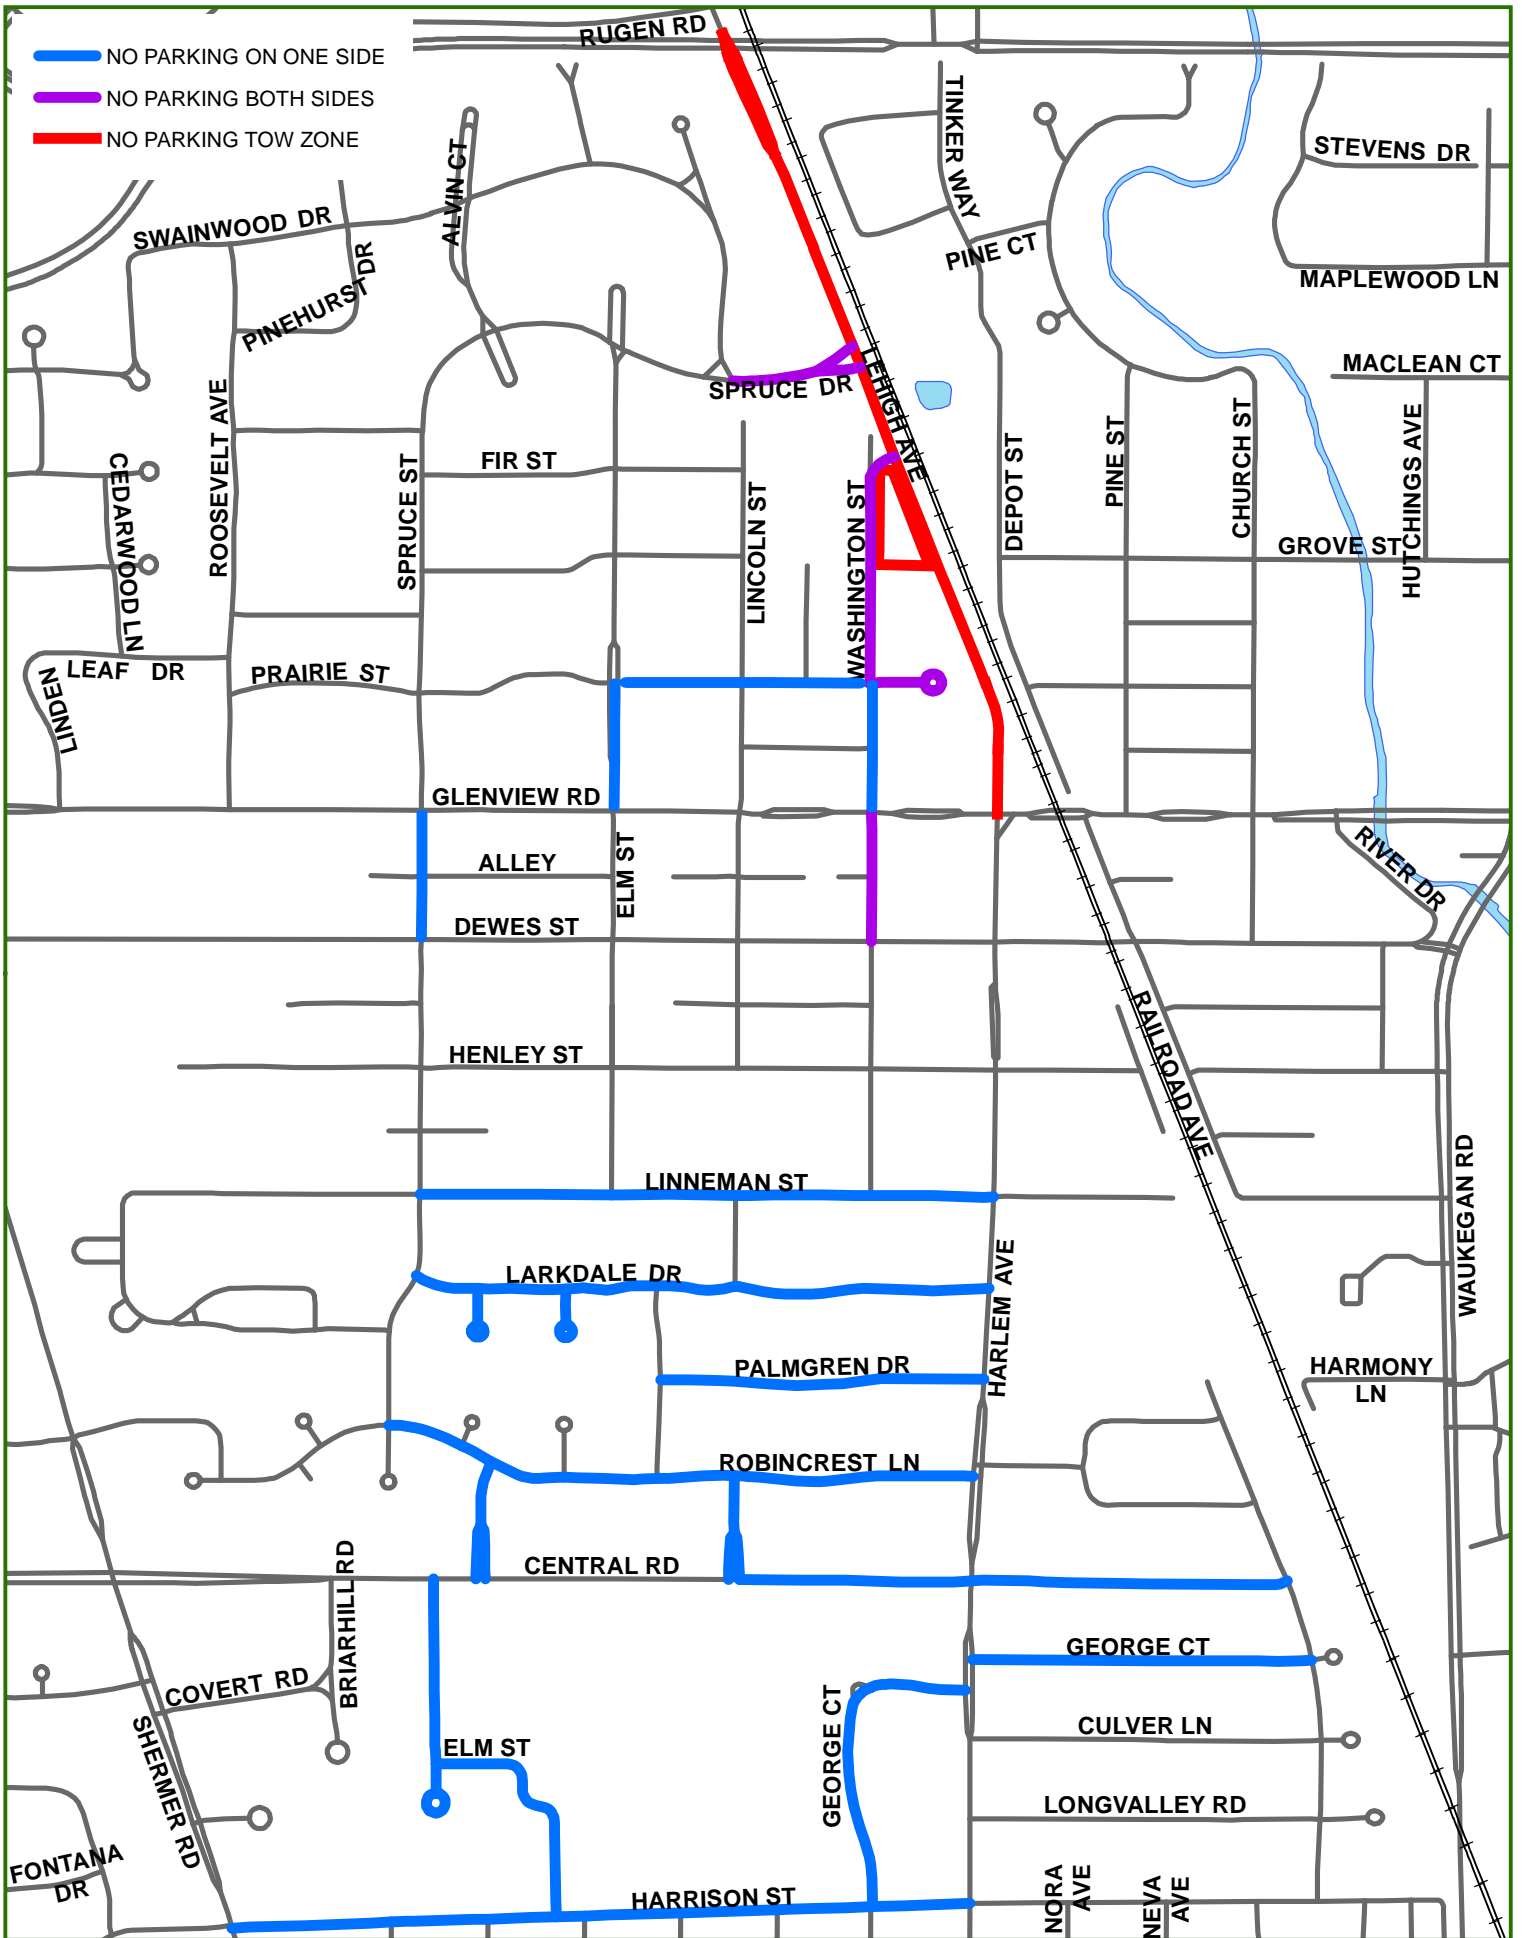 RUGEN RD
NO PARKING ON ONE SIDE
NO PARKING BOTH SIDES
NO PARKING TOW ZONE
TINKER WAY
STEVENS DR
ALVIN CT
SWAINWOOD DR
PINEHURST DR
PINE CT
MAPLEWOOD LN
MACLEAN CT
SPRUCE DR
LEHIGH AVE
ROOSEVELT AVE
CEDARWOOD LN
SPRUCE ST
FIR ST
LINCOLN ST
WASHINGTON ST
DEPOT ST
PINE ST
CHURCH ST
HUTCHINGS AVE
GROVE ST
LINDEN
LEAF DR
PRAIRIE ST
GLENVIEW RD
ALLEY
ELM ST
RIVER DR
DEWES ST
HENLEY ST
RAILROAD AVE
WAUKEGAN RD
LINNEMAN ST
LARKDALE DR
HARLEM AVE
PALMGREN DR
HARMONY
LN
ROBINCREST LN
CENTRAL RD
BRIARHILL RD
COVERT RD
GEORGE CT
GEORGE CT
CULVER LN
SHERMER RD
ELM ST
LONGVALLEY RD
FONTANA
DR
HARRISON ST
NORA
AVE
NEVA
AVE